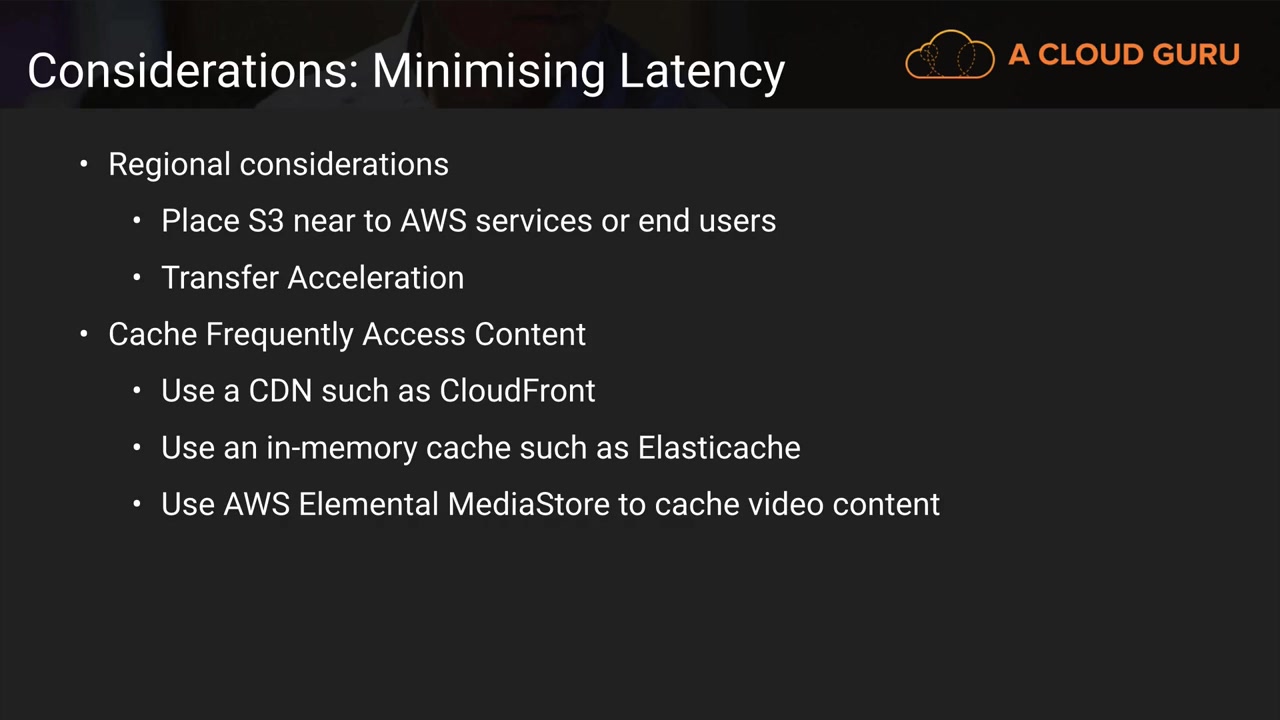 Considerations: Minimising Latency
A CLOUD GURU
• Regional considerations
• Place S3 near to AWS services or end users
• Transfer Acceleration
• Cache Frequently Access Content
• Use a CDN such as CloudFront
• Use an in-memory cache such as Elasticache
• Use AWS Elemental MediaStore to cache video content